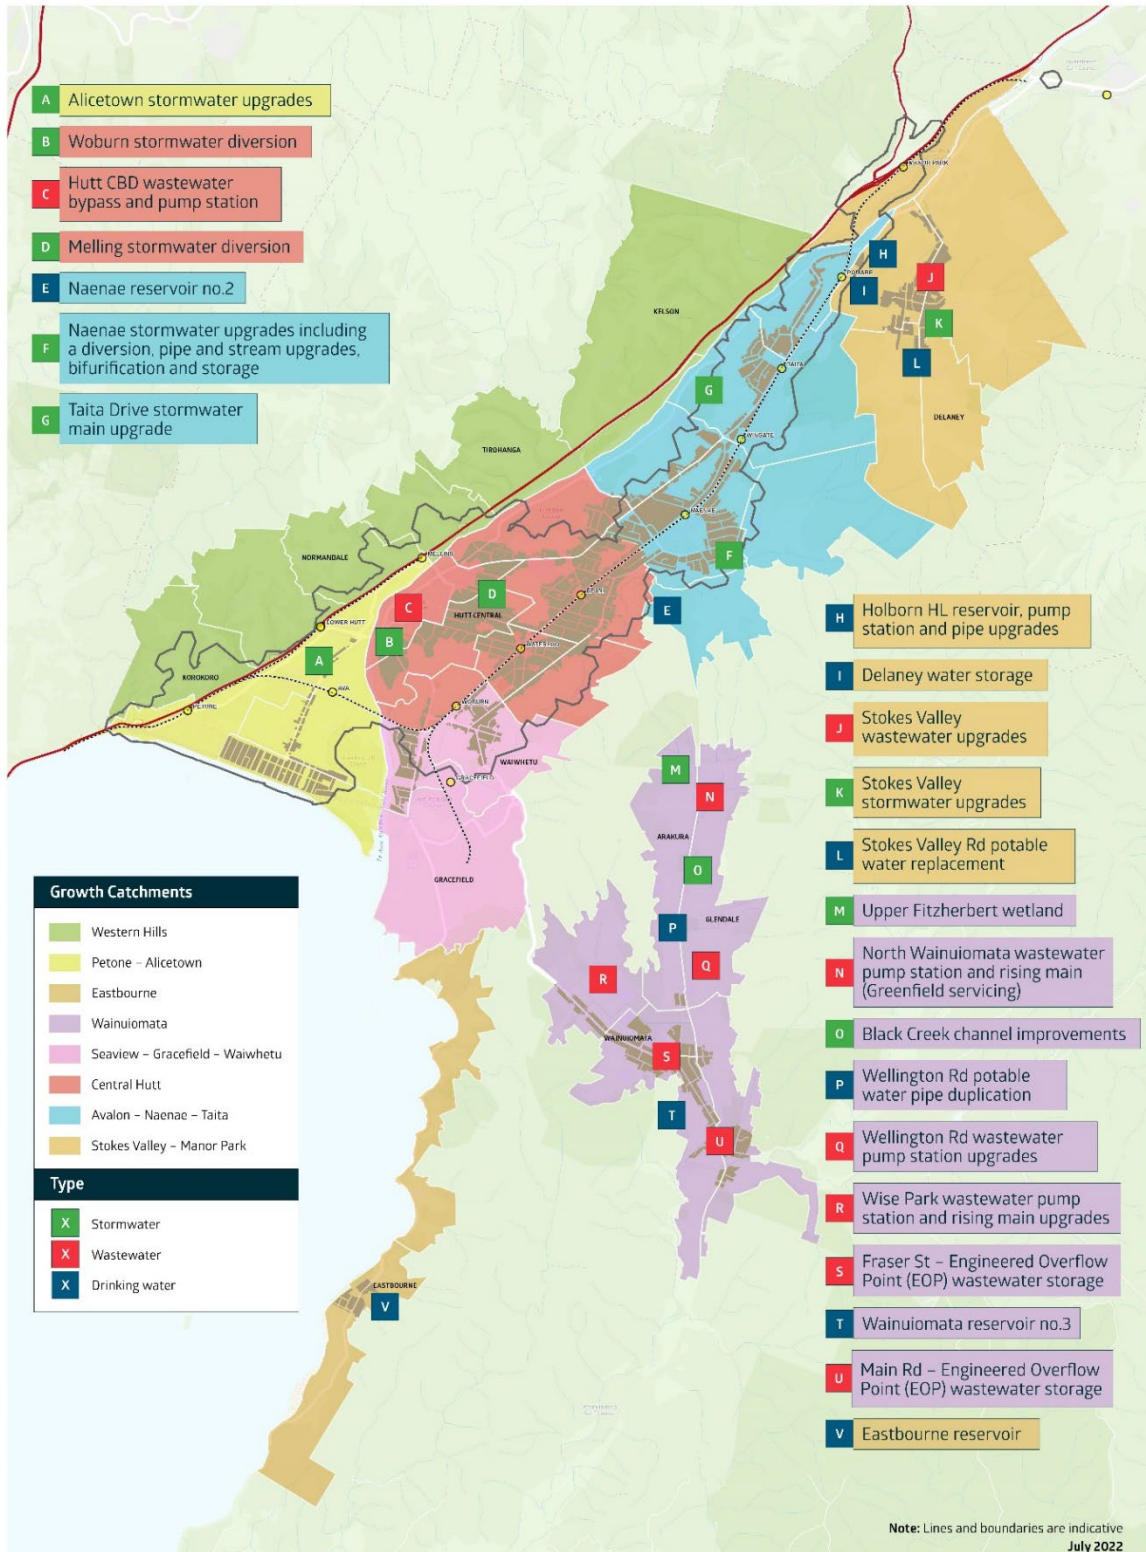 A Alicetown stormwater upgrades
B Woburn stormwater diversion
C Hutt CBD wastewater
bypass and pump station
D Melling stormwater diversion
E Naenae reservoir no.2
F Naenae stormwater upgrades including
a diversion, pipe and stream upgrades,
bifurification and storage
G Taita Drive stormwater
main upgrade
MANOR PARK
H
POMARE
I
J
K
L
KELSON
TAITA
G
DELANEY
WINGATE
TIROHANGA
NAENAE
F
NORMANDALE
MELLING
C
D
EPUNI
E
HUTT CENTRAL
LOWER HUTT
B
A
WATERLOO
KOROKORO
AVA
PETONE
WOBURN
WAIWHETU
GRACEFIELD
GRACEFIELD
M
N
ARAKURA
O
GLENDALE
P
Q
R
WAINUIOMATA
S
T
U
EASTBOURNE
V
Growth Catchments
Western Hills
Petone – Alicetown
Eastbourne
Wainuiomata
Seaview – Gracefield – Waiwhetu
Central Hutt
Avalon – Naenae – Taita
Stokes Valley – Manor Park
Type
X Stormwater
X Wastewater
X Drinking water
H Holborn HL reservoir, pump
station and pipe upgrades
I Delaney water storage
J Stokes Valley
wastewater upgrades
K Stokes Valley
stormwater upgrades
L Stokes Valley Rd potable
water replacement
M Upper Fitzherbert wetland
N North Wainuiomata wastewater
pump station and rising main
(Greenfield servicing)
O Black Creek channel improvements
P Wellington Rd potable
water pipe duplication
Q Wellington Rd wastewater
pump station upgrades
R Wise Park wastewater pump
station and rising main upgrades
S Fraser St – Engineered Overflow
Point (EOP) wastewater storage
T Wainuiomata reservoir no.3
U Main Rd – Engineered Overflow
Point (EOP) wastewater storage
V Eastbourne reservoir
Note: Lines and boundaries are indicative
July 2022